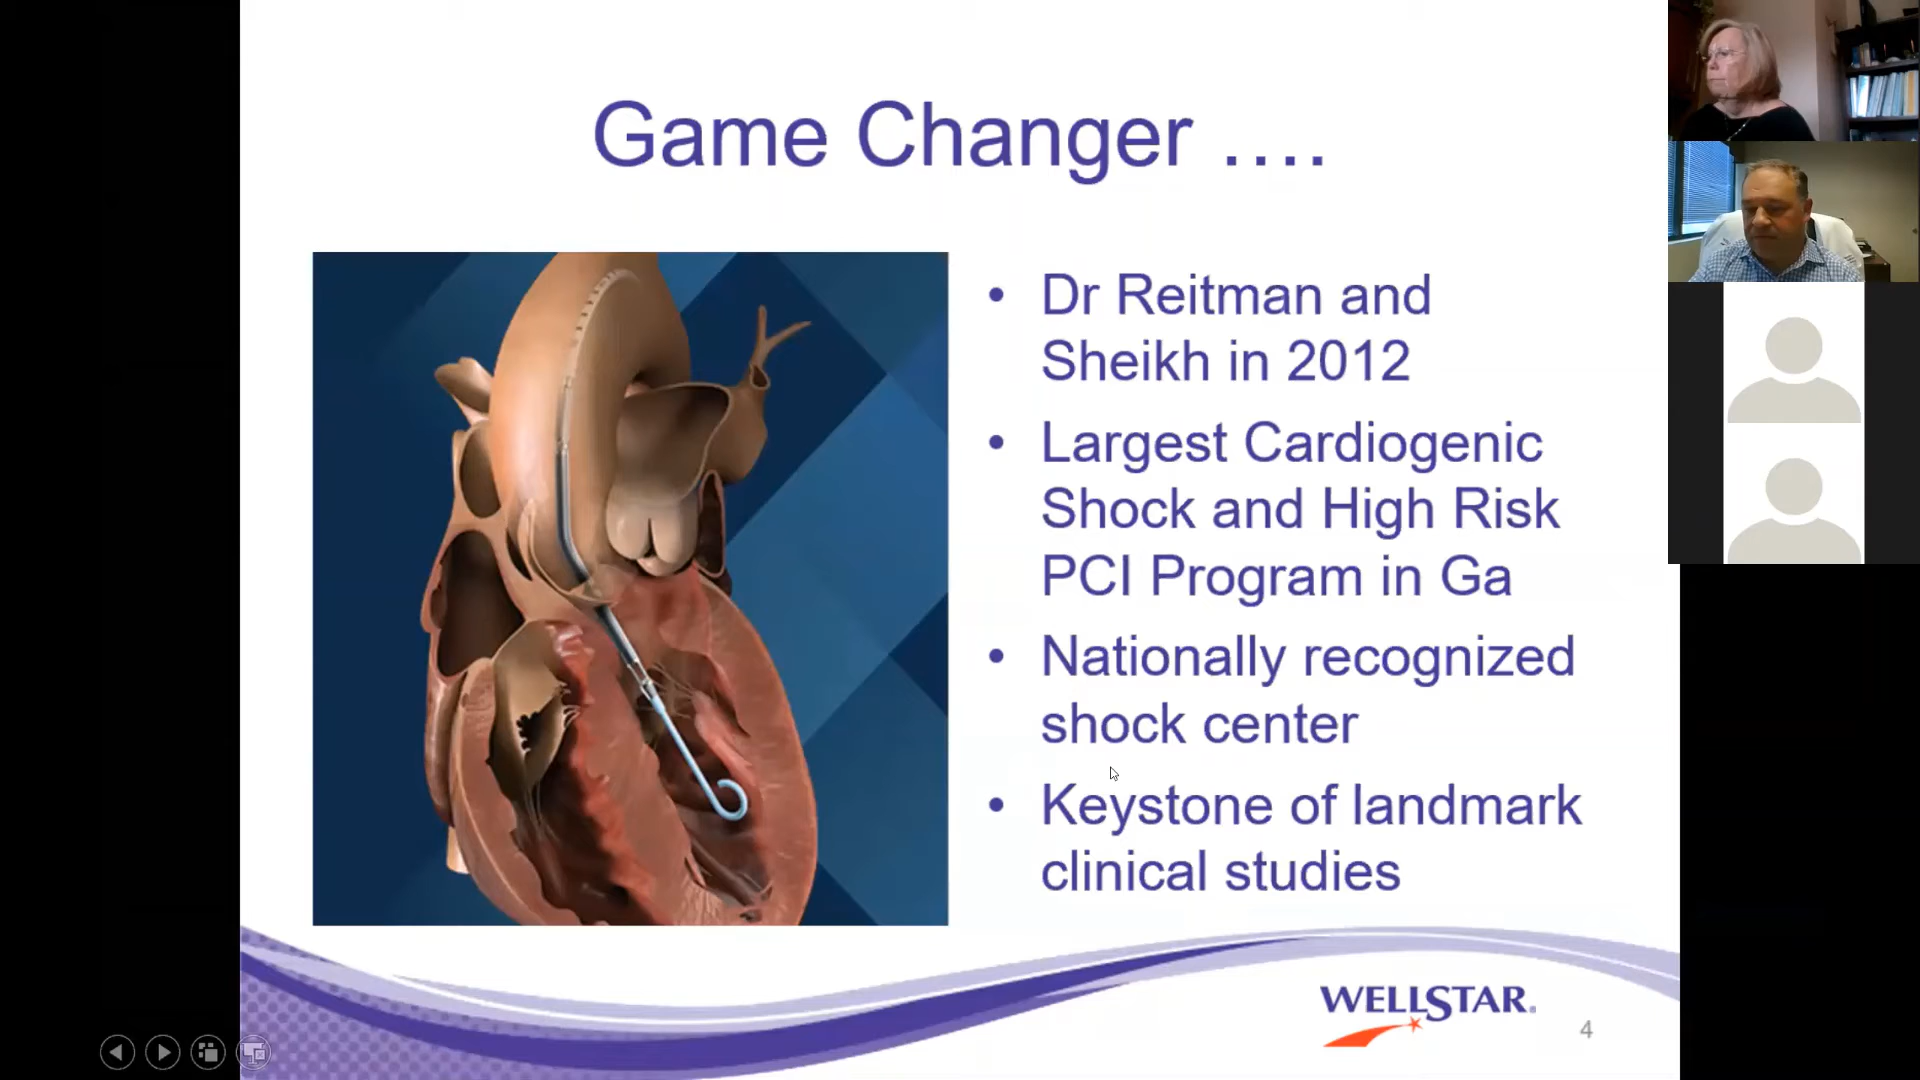 Game Changer ....
• Dr Reitman and
Sheikh in 2012
• Largest Cardiogenic
Shock and High Risk
PCI Program in Ga
• Nationally recognized
shock center
• Keystone of landmark
clinical studies
WELLSTAR®
4